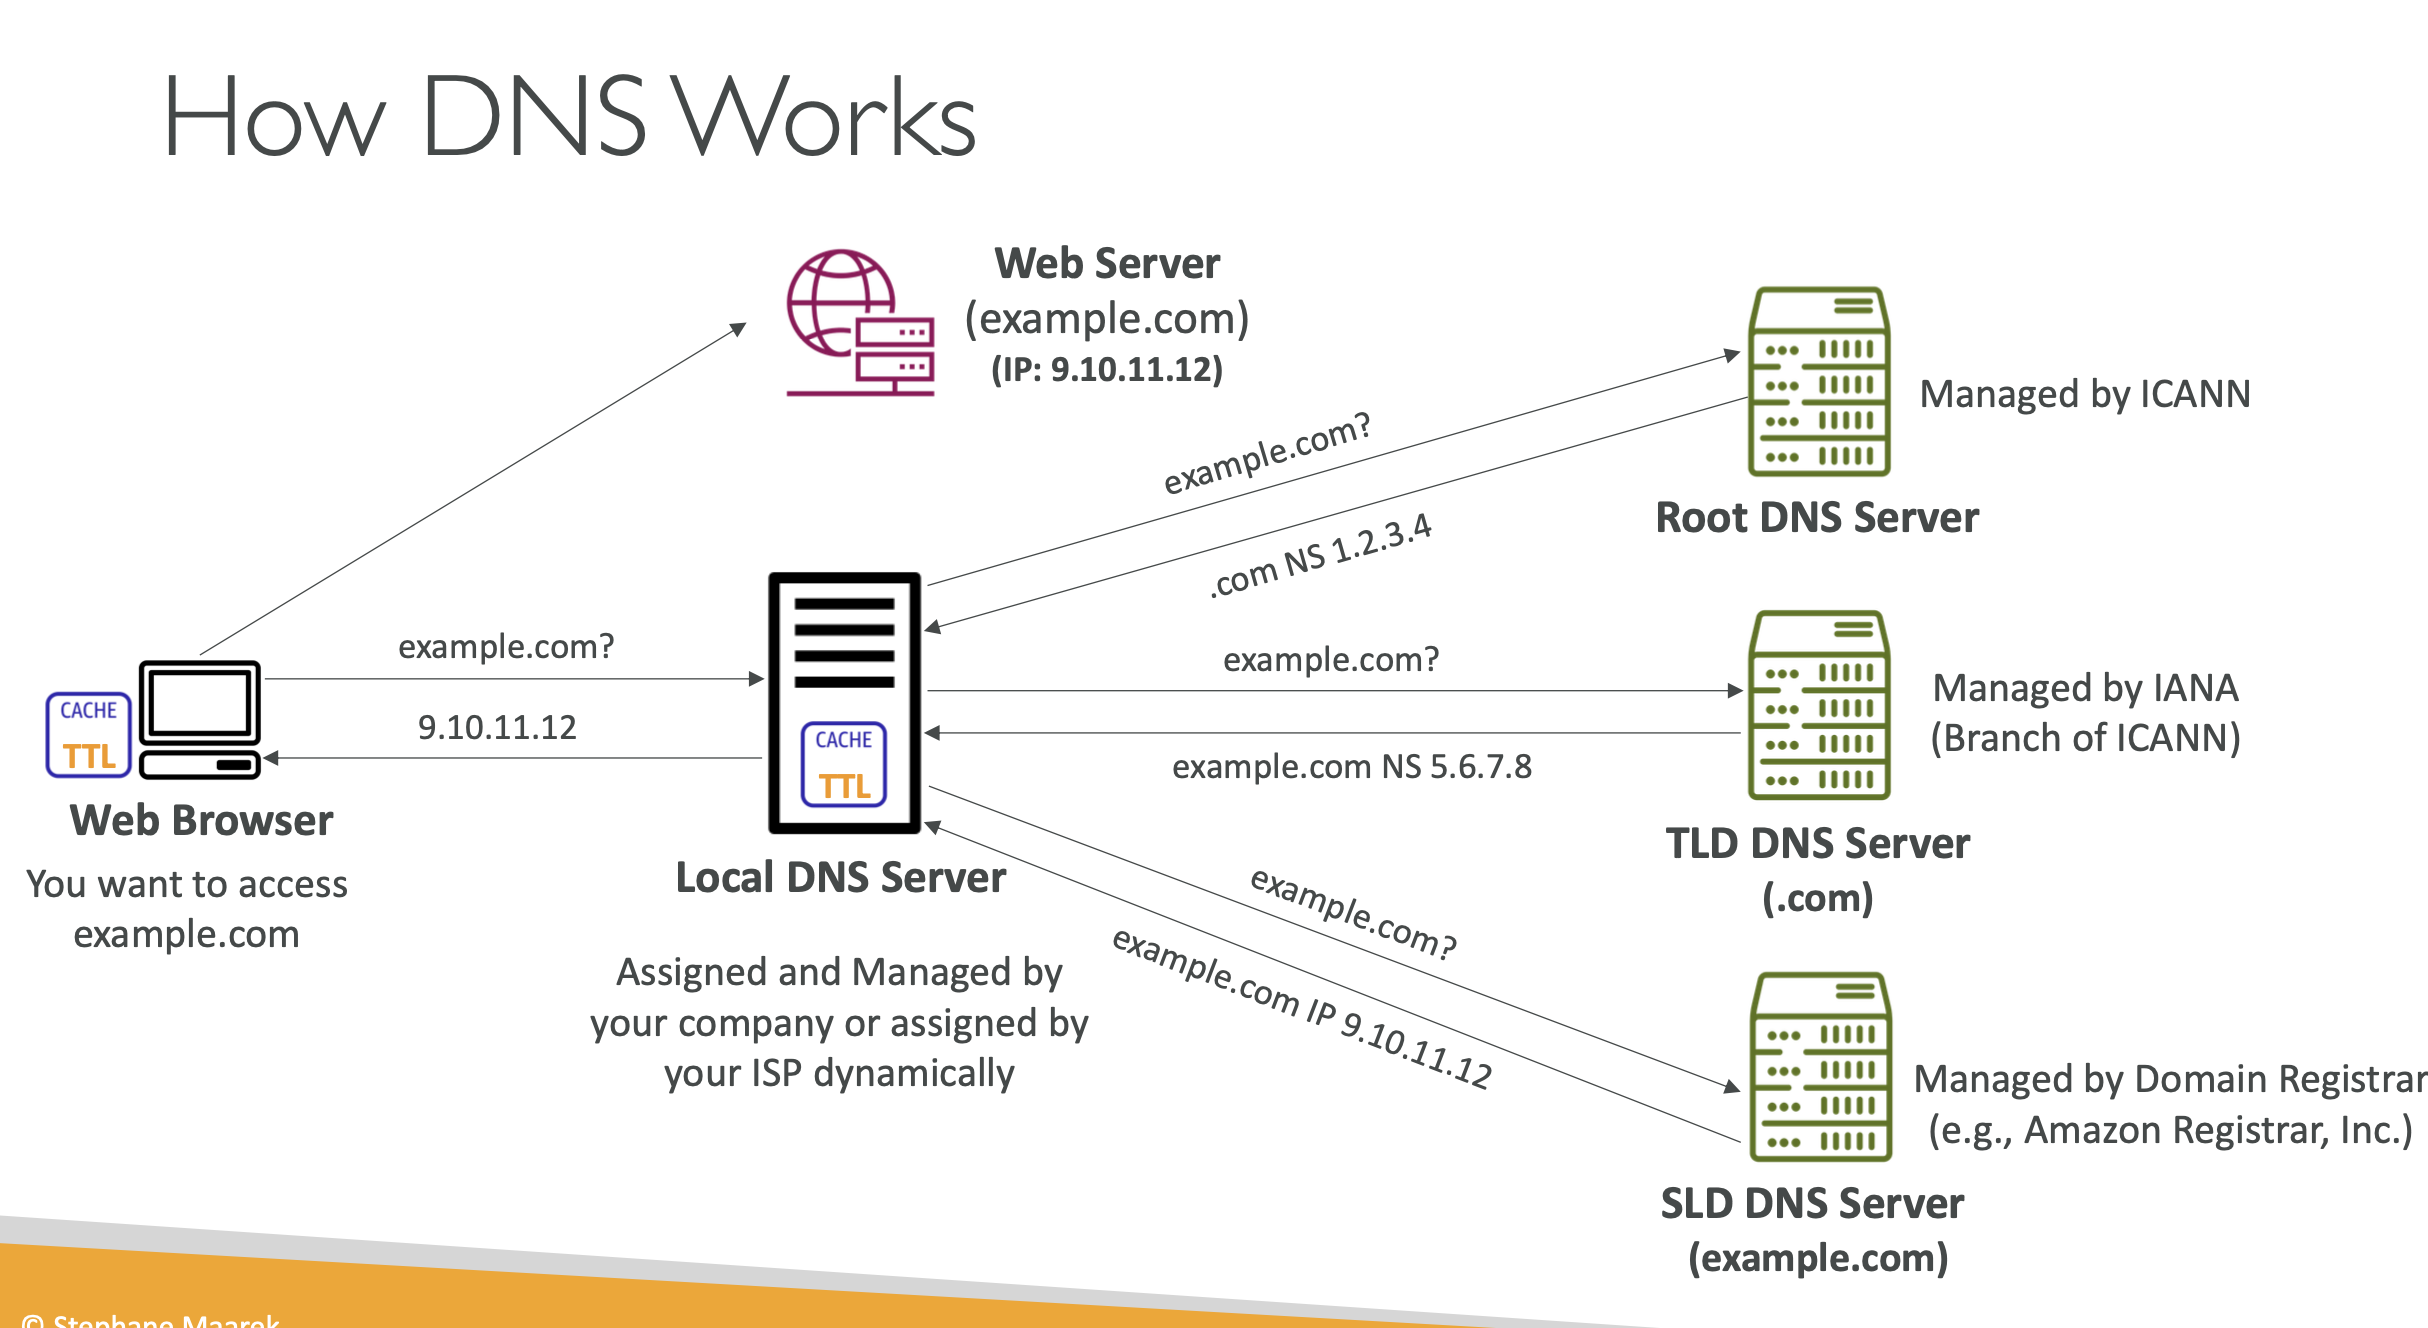 How DNS Works
Web Server
(example.com)
(IP: 9.10.11.12)
example.com?
.com NS 1.2.3.4
Managed by ICANN
Root DNS Server
example.com?
9.10.11.12
CACHE
TTL
Web Browser
You want to access
example.com
CACHE
TTL
Local DNS Server
Assigned and Managed by
your company or assigned by
your ISP dynamically
example.com?
example.com NS 5.6.7.8
Managed by IANA
(Branch of ICANN)
TLD DNS Server
(.com)
example.com?
example.com IP 9.10.11.12
Managed by Domain Registrar
(e.g., Amazon Registrar, Inc.)
SLD DNS Server
(example.com)
© Stephane Maarek